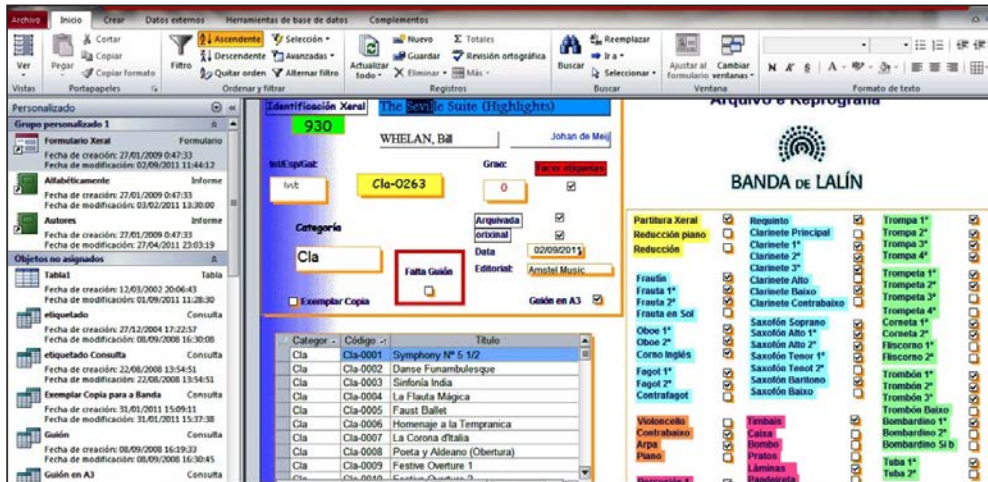 Archivo Inicio Crear Datos externos Herramientas de base de datos Complementos
Ver
Vistas
Pegar
Cortar
Copiar
Copiar formato
Portapapeles
Filtro
Ascendente
Descendente
Quitar orden
Selección
Avanzadas
Alternar filtro
Ordenar y filtrar
Actualizar todo
Nuevo
Guardar
Eliminar
Totales
Revisión ortográfica
Más
Registros
Buscar
Reemplazar
Ir a
Seleccionar
Buscar
Ajustar al formulario
Cambiar ventanas
Ventana
N K S A
Formato de texto
Personalizado
Grupo personalizado 1
Formulario Xeral Formulario
Fecha de creación: 27/01/2009 0:47:33
Fecha de modificación: 02/09/2011 11:44:12
Alfabéticamente Informe
Fecha de creación: 27/01/2009 0:47:33
Fecha de modificación: 03/02/2011 13:30:00
Autores Informe
Fecha de creación: 27/01/2009 0:47:33
Fecha de modificación: 27/04/2011 23:03:19
Objetos no asignados
Tabla1 Tabla
Fecha de creación: 12/03/2002 20:06:43
Fecha de modificación: 01/09/2011 11:28:30
etiquetado Consulta
Fecha de creación: 27/12/2004 17:22:57
Fecha de modificación: 08/09/2008 16:30:08
etiquetado Consulta Consulta
Fecha de creación: 22/08/2008 13:54:51
Fecha de modificación: 22/08/2008 13:54:51
Exemplar Copia para a Banda Consulta
Fecha de creación: 31/01/2011 15:09:11
Fecha de modificación: 31/01/2011 15:37:38
Guión Consulta
Fecha de creación: 08/09/2008 16:19:33
Fecha de modificación: 08/09/2008 16:30:45
Guión en A3 Consulta
Identificación Xeral
The Seville Suite (Highlights)
930
WHELAN, Bill
Johan de Meij
Int/Esp/Gal:
Int
Cla-0263
Grao:
0
Facer etiquetas
Categoría
Cla
Falta Guión
Arquivada
orixinal
Data 02/09/2011
Editorial: Amstel Music
Exemplar Copia
Guión en A3
Categor Código Título
Cla Cla-0001 Symphony Nª 5 1/2
Cla Cla-0002 Danse Funambulesque
Cla Cla-0003 Sinfonía India
Cla Cla-0004 La Flauta Mágica
Cla Cla-0005 Faust Ballet
Cla Cla-0006 Homenaje a la Tempranica
Cla Cla-0007 La Corona d'Italia
Cla Cla-0008 Poeta y Aldeano (Obertura)
Cla Cla-0009 Festive Overture 1
Cla Cla-0010 Festive Overture 2
Arquivo e Reprografía
BANDA DE LALÍN
Partitura Xeral
Reducción piano
Reducción
Frautín
Frauta 1ª
Frauta 2ª
Frauta en Sol
Oboe 1º
Oboe 2º
Corno Inglés
Fagot 1º
Fagot 2º
Contrafagot
Violoncello
Contrabaixo
Arpa
Piano
Percusión 1
Requinto
Clarinete Principal
Clarinete 1º
Clarinete 2º
Clarinete 3º
Clarinete Alto
Clarinete Baixo
Clarinete Contrabaixo
Saxofón Soprano
Saxofón Alto 1º
Saxofón Alto 2º
Saxofón Tenor 1º
Saxofón Tenot 2º
Saxofón Barítono
Saxofón Baixo
Timbais
Caixa
Bombo
Pratos
Láminas
Pandeireta
Trompa 1ª
Trompa 2ª
Trompa 3ª
Trompa 4ª
Trompeta 1ª
Trompeta 2ª
Trompeta 3ª
Trompeta 4ª
Corneta 1ª
Corneta 2ª
Fliscorno 1º
Fliscorno 2º
Trombón 1º
Trombón 2º
Trombón 3º
Trombón Baixo
Bombardino 1º
Bombardino 2º
Bombardino Si b
Tuba 1ª
Tuba 2ª